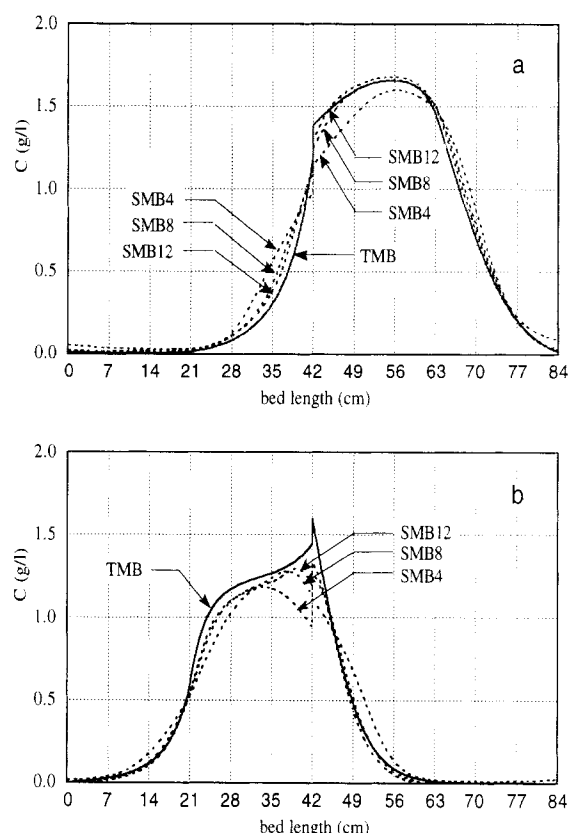 2.0
a
1.5
C (g/l)
SMB12
SMB8
SMB4
1.0
SMB4
SMB8
SMB12
TMB
0.5
0.0
0 7 14 21 28 35 42 49 56 63 70 77 84
bed length (cm)
2.0
b
1.5
C (g/l)
SMB12
SMB8
SMB4
TMB
1.0
0.5
0.0
0 7 14 21 28 35 42 49 56 63 70 77 84
bed length (cm)